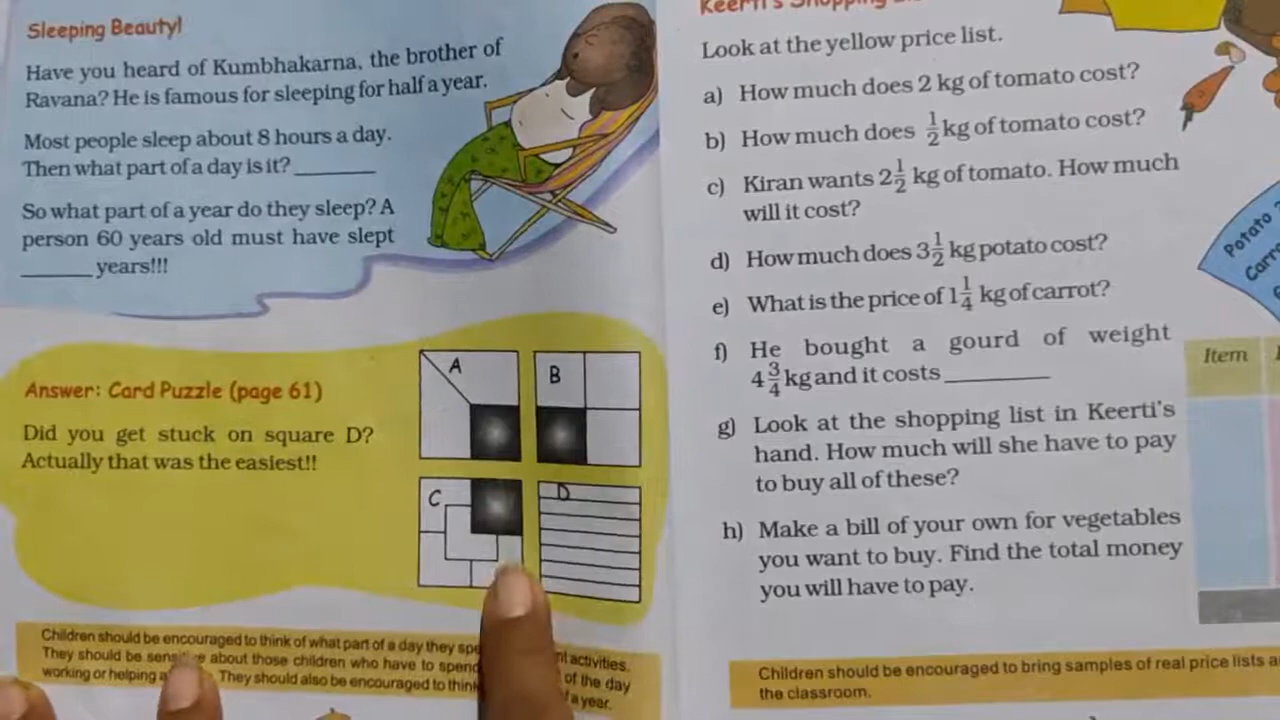 Sleeping Beauty!
Have you heard of Kumbhakarna, the brother of
Ravana? He is famous for sleeping for half a year.
Most people sleep about 8 hours a day.
Then what part of a day is it? ________
So what part of a year do they sleep? A
person 60 years old must have slept
_______ years!!!
Answer: Card Puzzle (page 61)
Did you get stuck on square D?
Actually that was the easiest!!
A
B
C
D
Children should be encouraged to think of what part of a day they activities.
They should be about those children who have to spend of the day
working or helping They should also be encouraged to think of a year.
Look at the yellow price list.
a) How much does 2 kg of tomato cost?
b) How much does 1/2 kg of tomato cost?
c) Kiran wants 2 1/2 kg of tomato. How much
will it cost?
d) How much does 3 1/2 kg potato cost?
e) What is the price of 1 1/4 kg of carrot?
f) He bought a gourd of weight
4 3/4 kg and it costs __________
g) Look at the shopping list in Keerti's
hand. How much will she have to pay
to buy all of these?
h) Make a bill of your own for vegetables
you want to buy. Find the total money
you will have to pay.
Potato
Item
Children should be encouraged to bring samples of real price lists
the classroom.